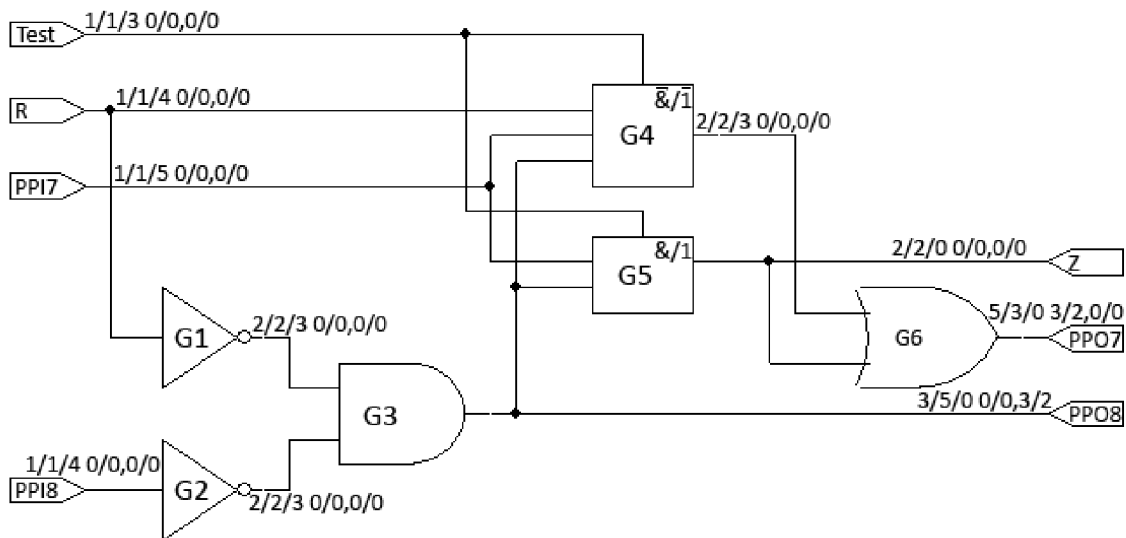 Test
1/1/3 0/0,0/0
R
1/1/4 0/0,0/0
&̅/1̅
G4
2/2/3 0/0,0/0
PPI7
1/1/5 0/0,0/0
&/1
G5
2/2/0 0/0,0/0
Z
G1
2/2/3 0/0,0/0
G6
5/3/0 3/2,0/0
PPO7
G3
3/5/0 0/0,3/2
PPO8
1/1/4 0/0,0/0
PPI8
G2
2/2/3 0/0,0/0